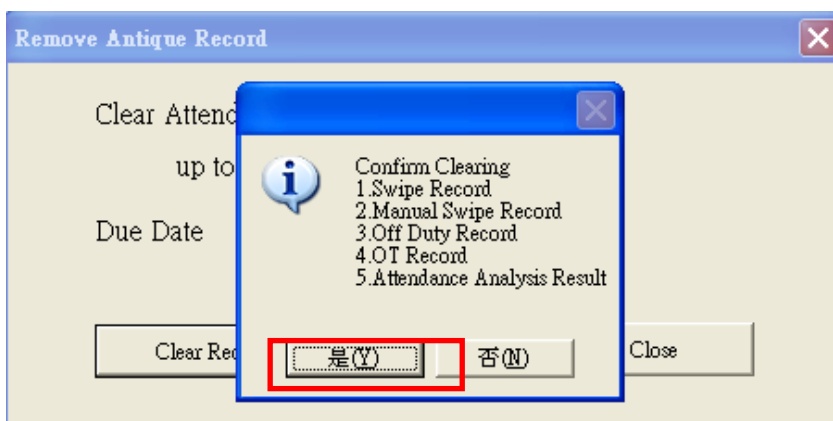 Remove Antique Record
Clear Attend
up to
Due Date
Confirm Clearing
1.Swipe Record
2.Manual Swipe Record
3.Off Duty Record
4.OT Record
5.Attendance Analysis Result
Clear Rec
是(Y)
否(N)
Close